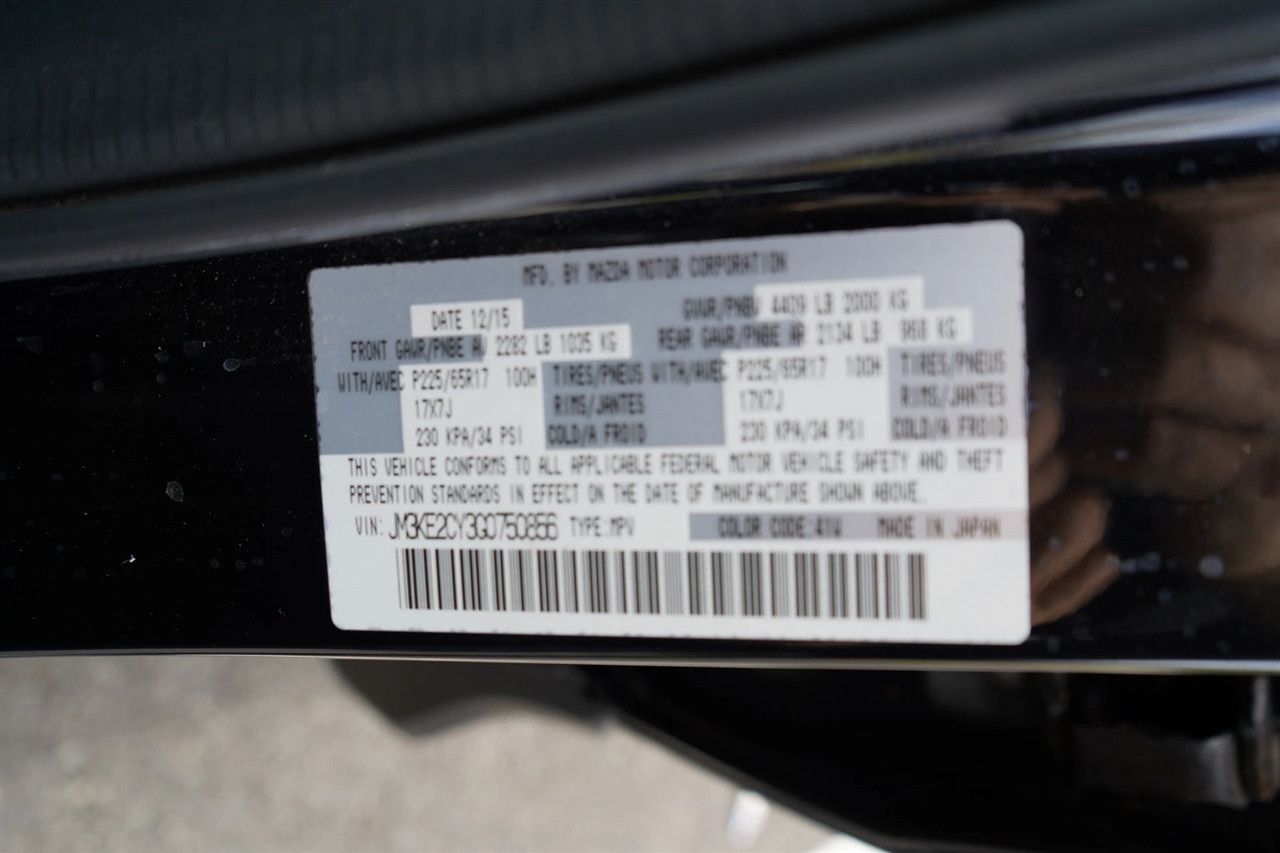 MFD. BY MAZDA MOTOR CORPORATION
DATE 12/15 GVWR/PNBV 4409 LB 2000 KG
FRONT GAWR/PNBE AV 2282 LB 1035 KG REAR GAWR/PNBE AR 2134 LB 968 KG
WITH/AVEC P225/65R17 100H TIRES/PNEUS WITH/AVEC P225/65R17 100H TIRES/PNEUS
17X7J RIMS/JANTES 17X7J RIMS/JANTES
230 KPA/34 PSI COLD/A FROID 230 KPA/34 PSI COLD/A FROID
THIS VEHICLE CONFORMS TO ALL APPLICABLE FEDERAL MOTOR VEHICLE SAFETY AND THEFT
PREVENTION STANDARDS IN EFFECT ON THE DATE OF MANUFACTURE SHOWN ABOVE.
VIN: JM3KE2CY3G0750856 TYPE:MPV COLOR CODE:41W MADE IN JAPAN